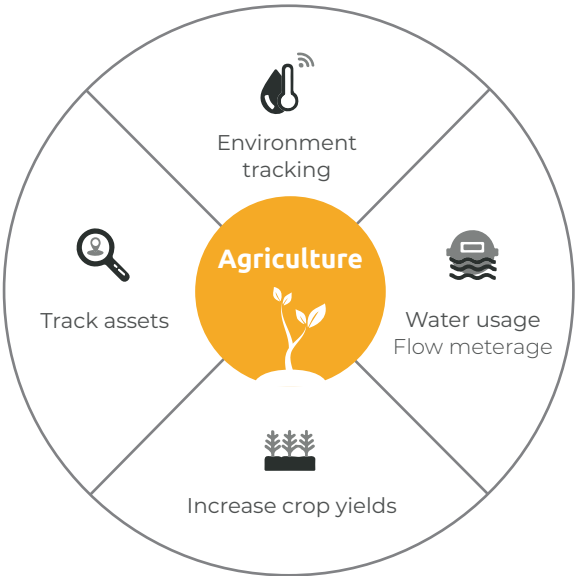 Environment
tracking
Agriculture
Track assets
Water usage
Flow meterage
Increase crop yields